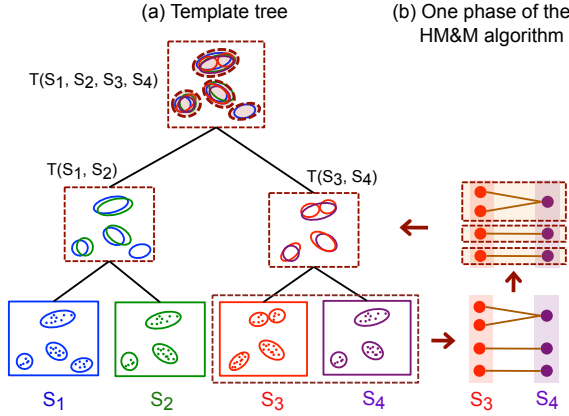 (a) Template tree
(b) One phase of the
HM&M algorithm
T(S1, S2, S3, S4)
T(S1, S2)
T(S3, S4)
S1
S2
S3
S4
S3
S4